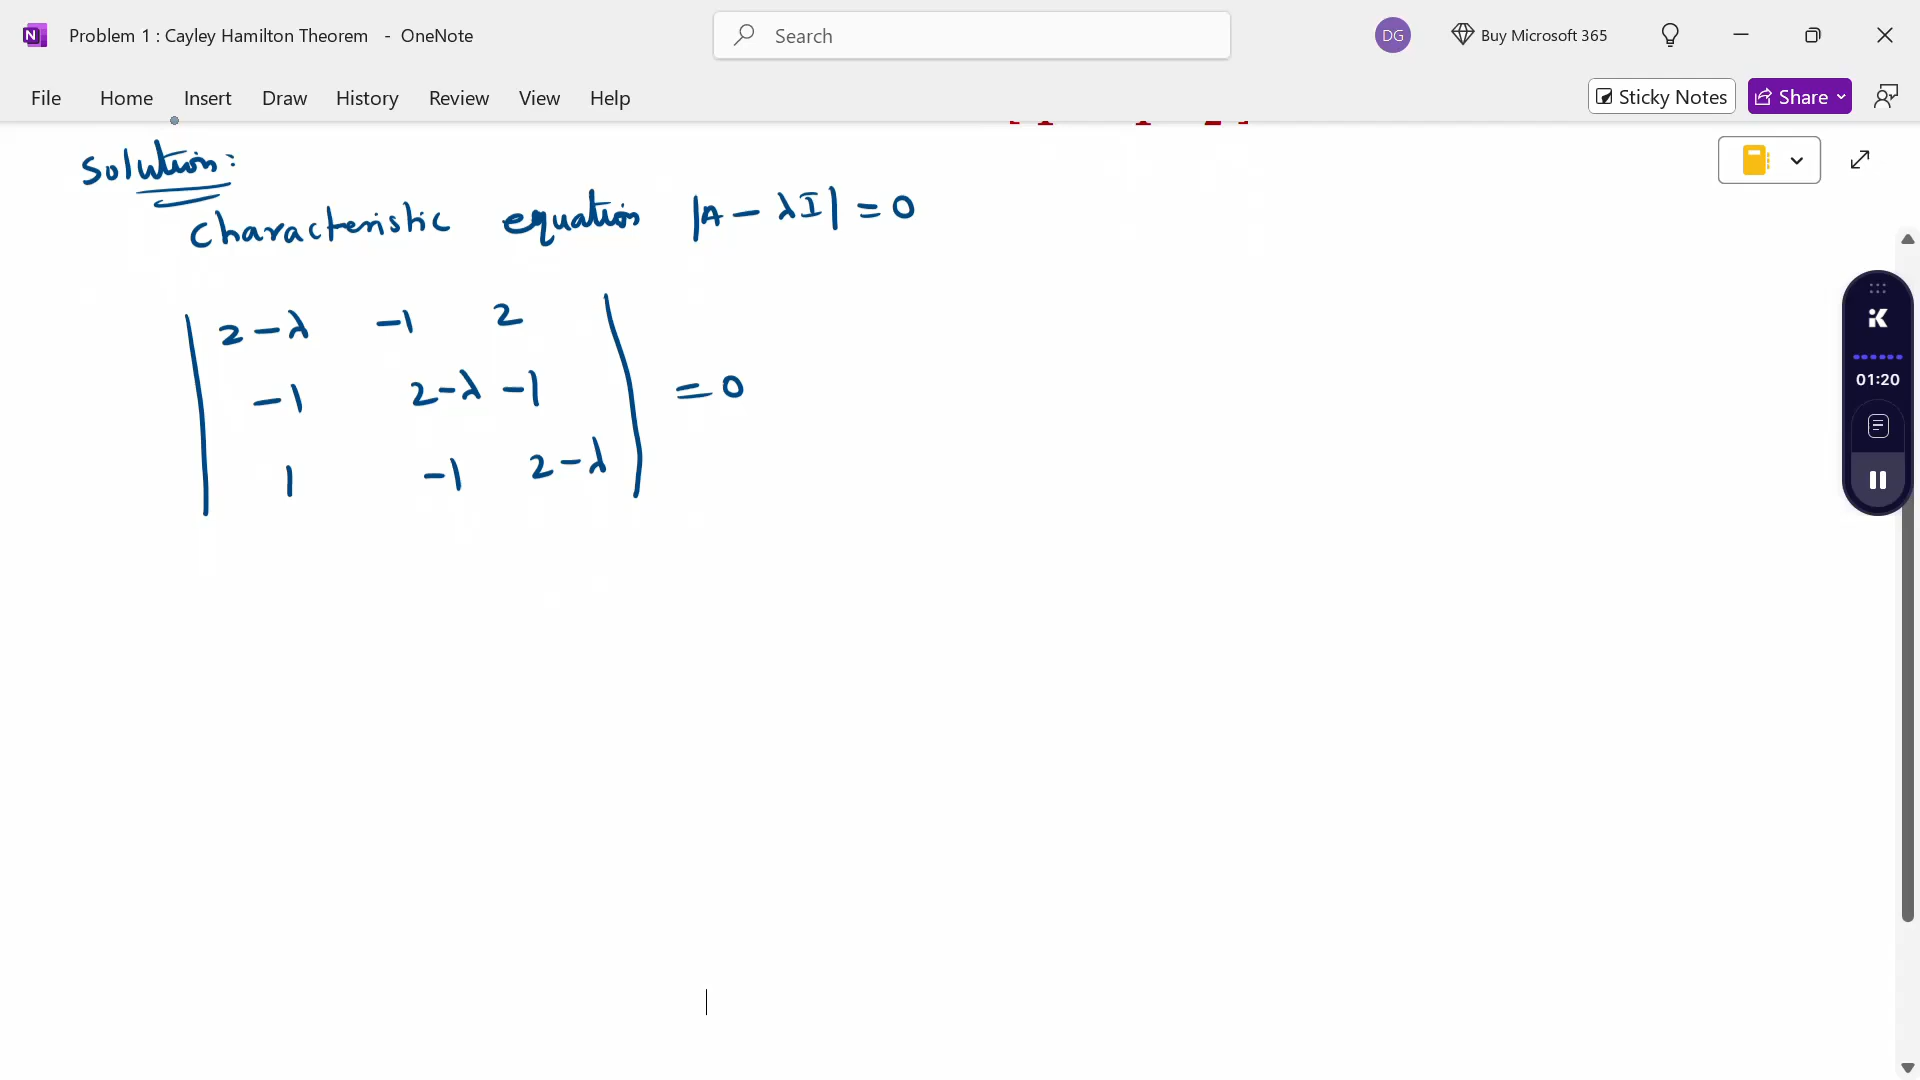 Problem 1 : Cayley Hamilton Theorem - OneNote
Search
DG
Buy Microsoft 365
File Home Insert Draw History Review View Help
Sticky Notes
Share
Solution:
Characteristic equation |A - λI| = 0
2-λ -1 2
-1 2-λ -1 = 0
1 -1 2-λ
01:20